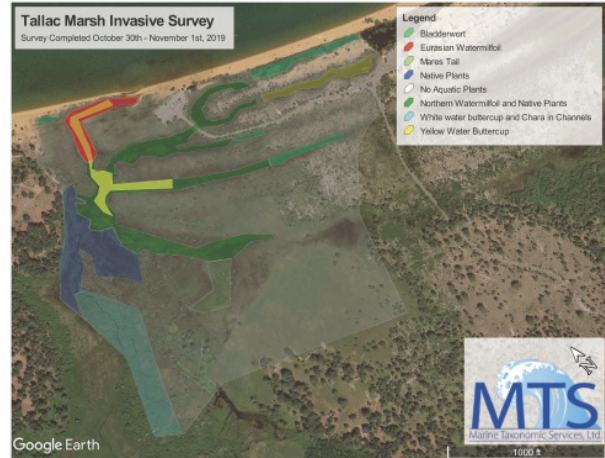 Tallac Marsh Invasive Survey
Survey Completed October 30th - November 1st, 2019
Legend
Bladderwort
Eurasian Watermilfoil
Mares Tail
Native Plants
No Aquatic Plants
Northern Watermilfoil and Native Plants
White water buttercup and Chara in Channels
Yellow Water Buttercup
N
MTS
Marine Taxonomic Services, Ltd.
Google Earth
1000 ft